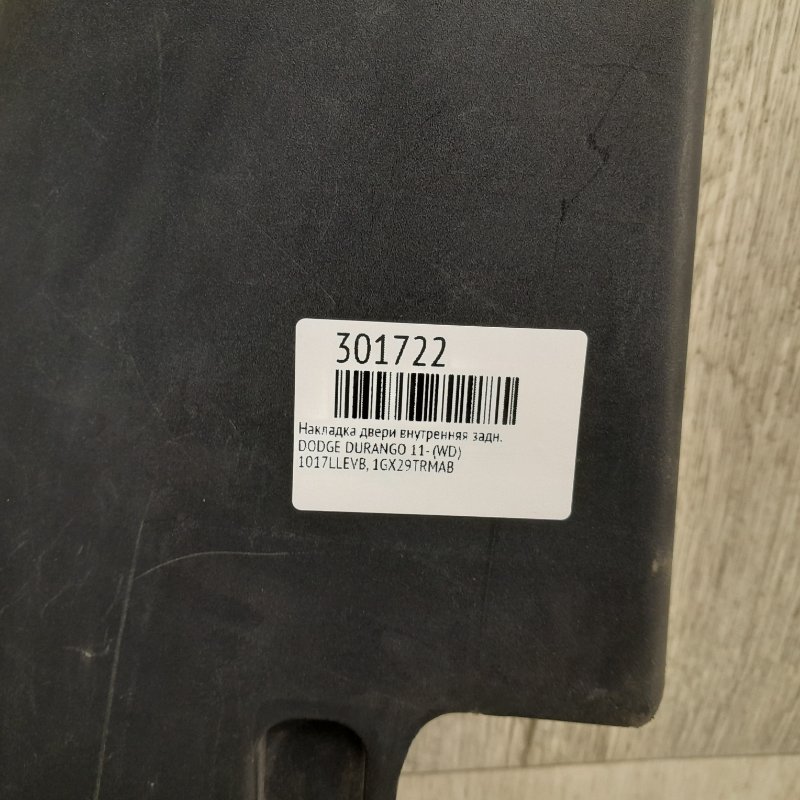 301722
Накладка двери внутренняя задн.
DODGE DURANGO 11- (WD)
1017LLEVB, 1GX29TRMAB